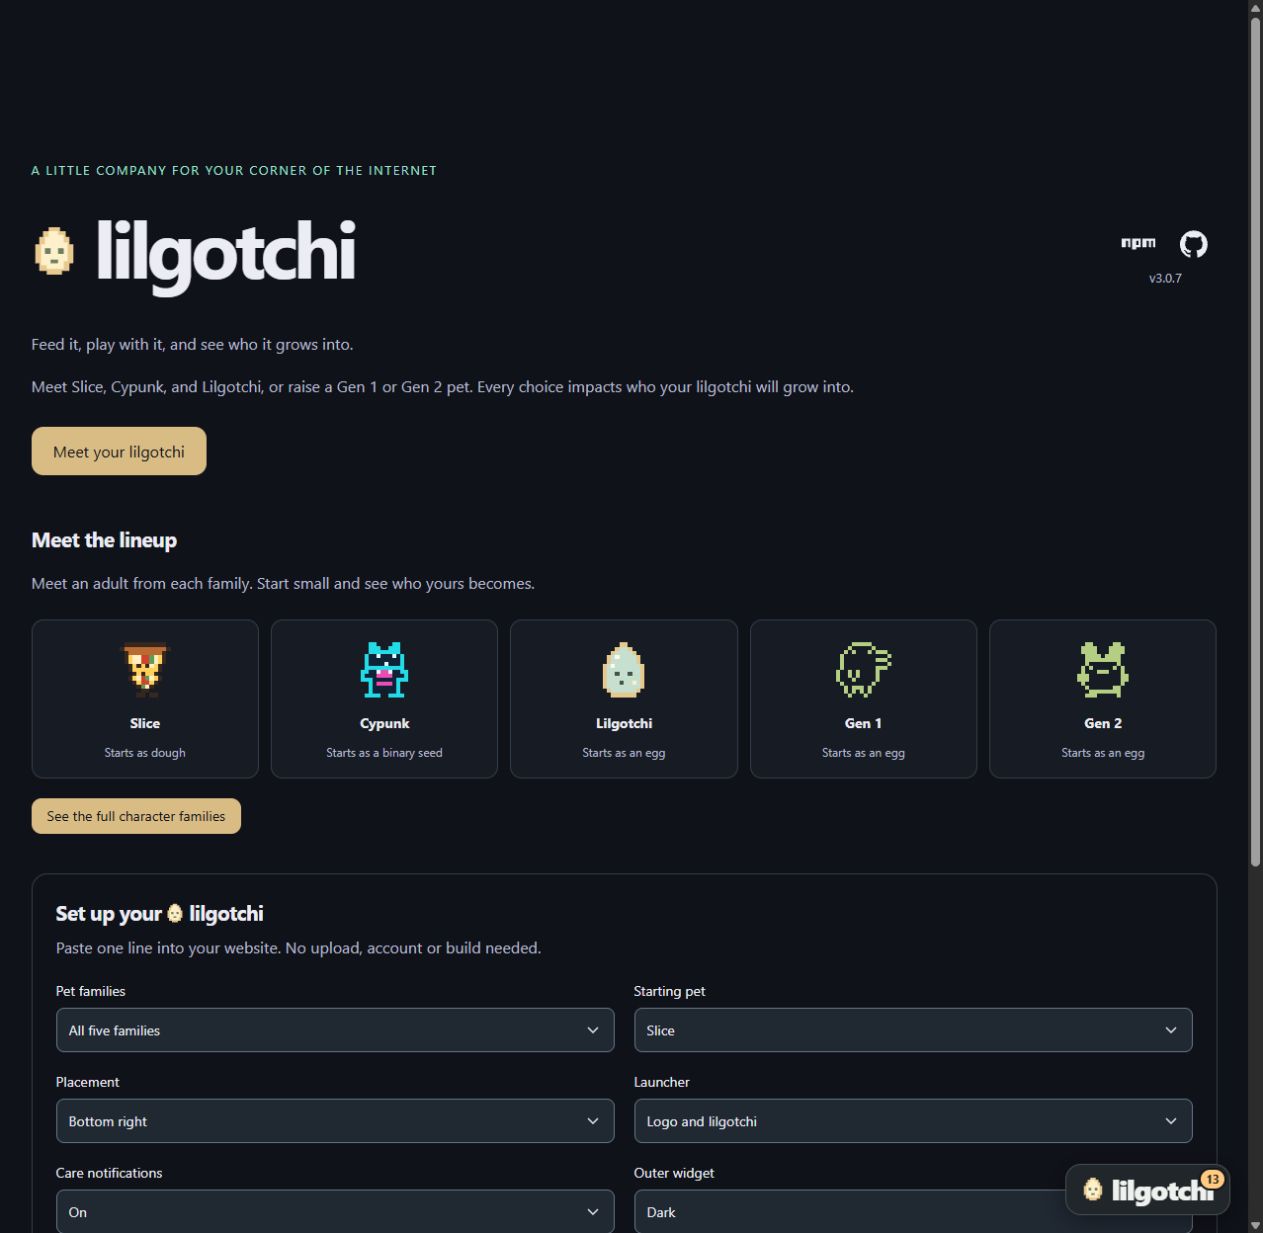 A LITTLE COMPANY FOR YOUR CORNER OF THE INTERNET
lilgotchi
npm
v3.0.7
Feed it, play with it, and see who it grows into.
Meet Slice, Cypunk, and Lilgotchi, or raise a Gen 1 or Gen 2 pet. Every choice impacts who your lilgotchi will grow into.
Meet your lilgotchi
Meet the lineup
Meet an adult from each family. Start small and see who yours becomes.
Slice
Starts as dough
Cypunk
Starts as a binary seed
Lilgotchi
Starts as an egg
Gen 1
Starts as an egg
Gen 2
Starts as an egg
See the full character families
Set up your lilgotchi
Paste one line into your website. No upload, account or build needed.
Pet families
Starting pet
All five families
Slice
Placement
Launcher
Bottom right
Logo and lilgotchi
Care notifications
Outer widget
On
Dark
lilgotchi
13